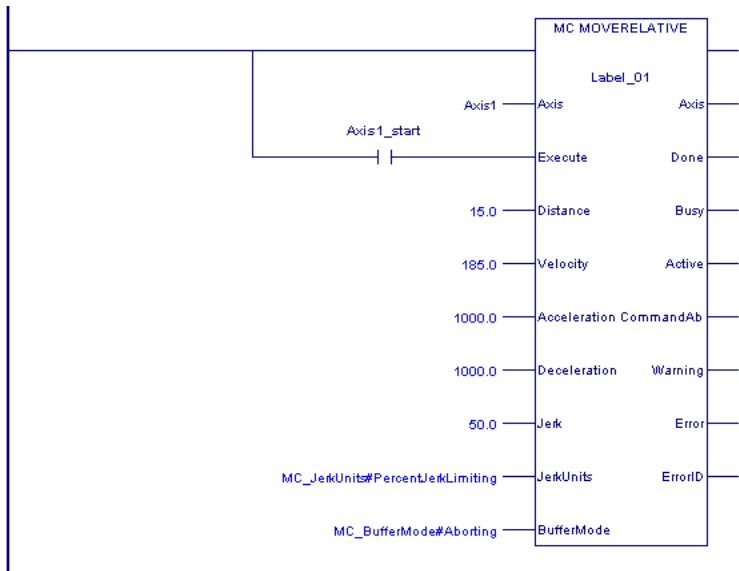 MC MOVERELATIVE
Label_01
Axis1 Axis Axis
Axis1_start
Execute Done
15.0 Distance Busy
185.0 Velocity Active
1000.0 Acceleration CommandAb
1000.0 Deceleration Warning
50.0 Jerk Error
MC_JerkUnits#PercentJerkLimiting JerkUnits ErrorID
MC_BufferMode#Aborting BufferMode